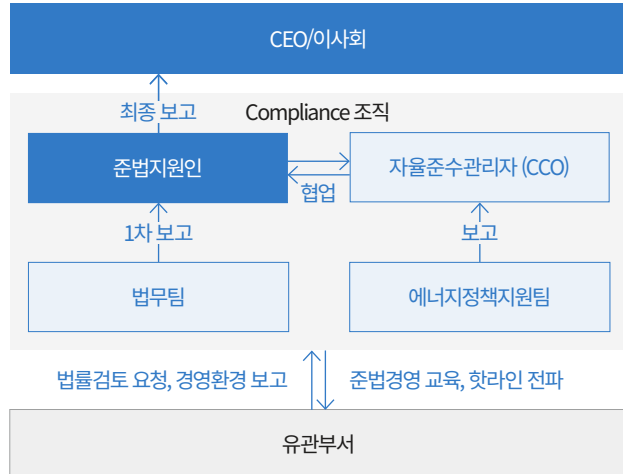 CEO/이사회
최종 보고
Compliance 조직
준법지원인
협업
자율준수관리자 (CCO)
1차 보고
보고
법무팀
에너지정책지원팀
법률검토 요청, 경영환경 보고
준법경영 교육, 핫라인 전파
유관부서